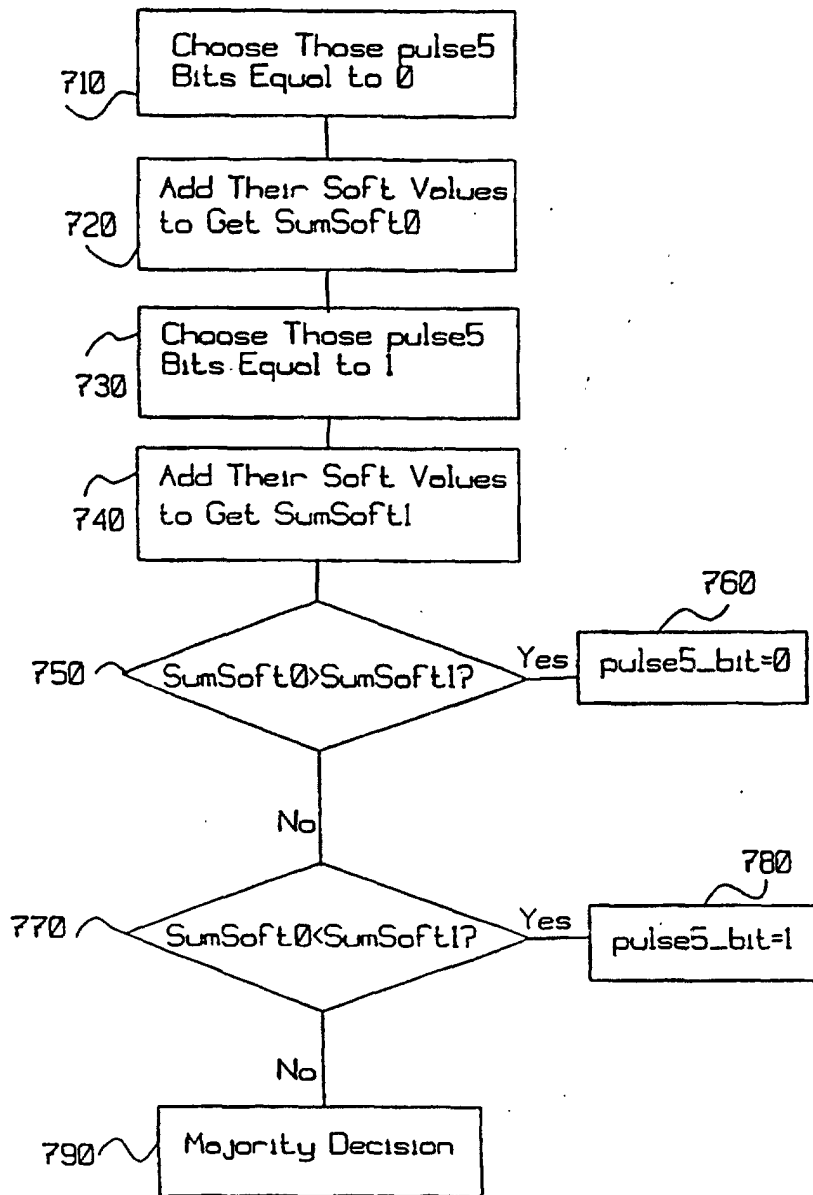 Choose Those pulse5
Bits Equal to 0
710
Add Their Soft Values
to Get SumSoft0
720
Choose Those pulse5
Bits Equal to 1
730
Add Their Soft Values
to Get SumSoft1
740
760
750
SumSoft0>SumSoft1?
Yes
pulse5_bit=0
No
780
770
SumSoft0<SumSoft1?
Yes
pulse5_bit=1
No
790
Majority Decision